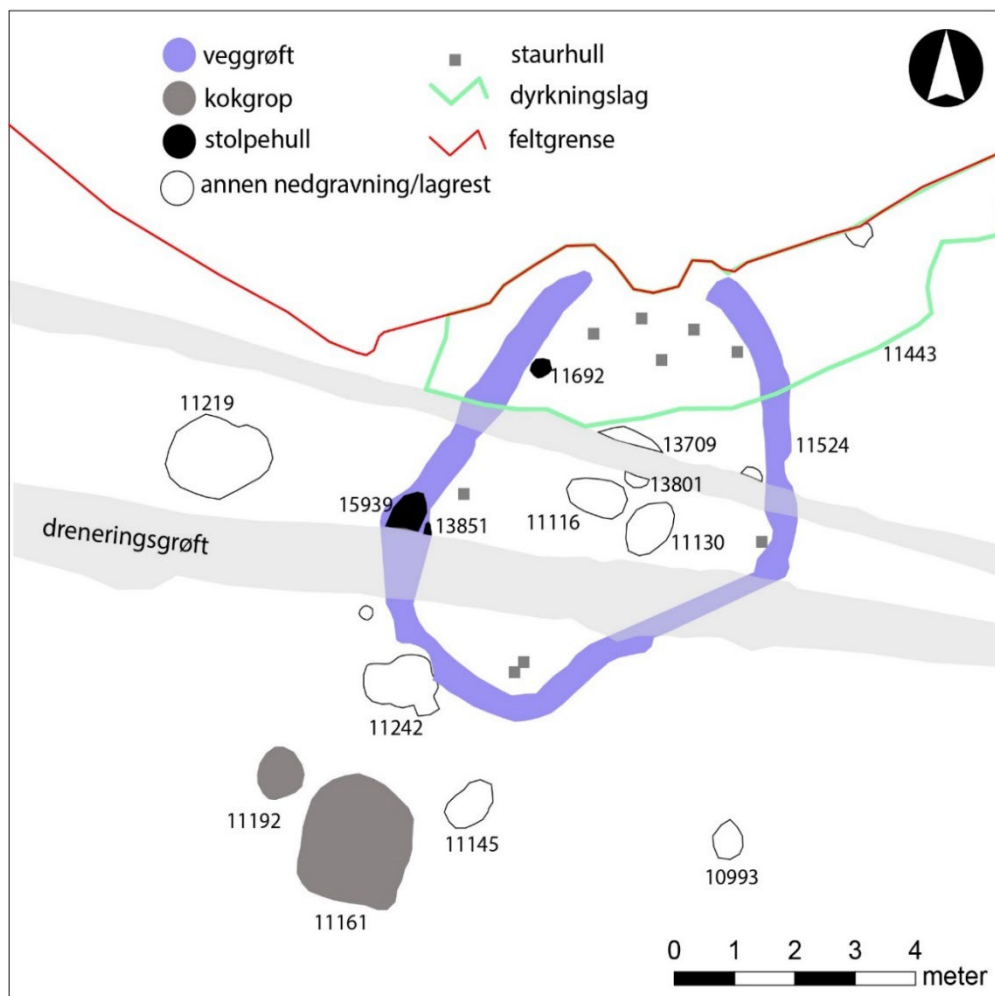 veggrøft
staurhull
kokgrop
dyrkningslag
stolpehull
feltgrense
annen nedgravning/lagrest
11443
11692
11219
13709
11524
13801
15939
13851
11116
11130
dreneringsgrøft
11242
11192
11145
10993
11161
0 1 2 3 4
meter